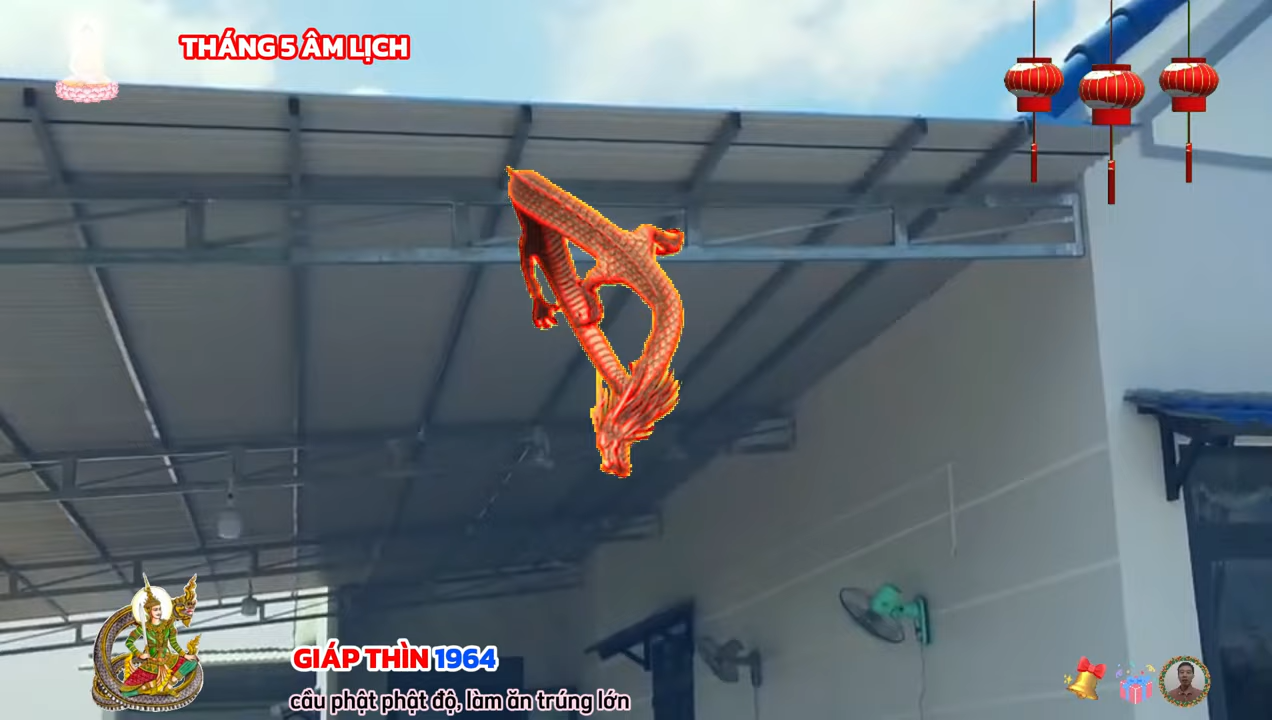 THÁNG 5 ÂM LỊCH
GIÁP THÌN 1964
cầu phật phật độ, làm ăn trúng lớn